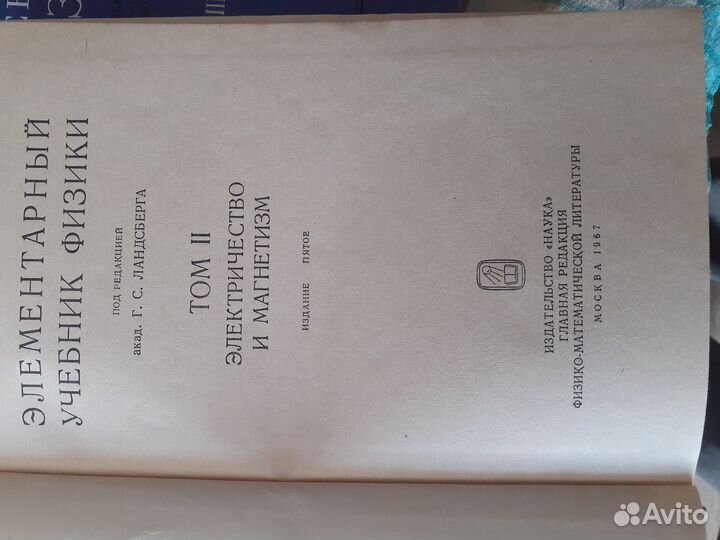 ЭЛЕМЕНТАРНЫЙ
УЧЕБНИК ФИЗИКИ
ПОД РЕДАКЦИЕЙ
акад. Г. С. ЛАНДСБЕРГА
ТОМ II
ЭЛЕКТРИЧЕСТВО
И МАГНЕТИЗМ
ИЗДАНИЕ ПЯТОЕ
ИЗДАТЕЛЬСТВО «НАУКА»
ГЛАВНАЯ РЕДАКЦИЯ
ФИЗИКО-МАТЕМАТИЧЕСКОЙ ЛИТЕРАТУРЫ
МОСКВА 1967
Avito